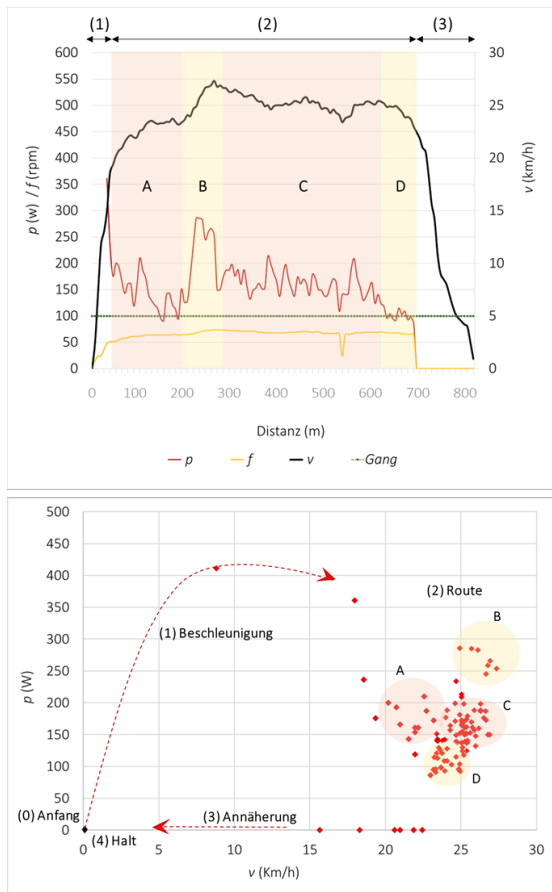 (1) (2) (3)
600 30
550
500 25
450
400 20
350
300 15
250
200 10
150
100 5
50
0 0
p (w) / f (rpm)
v (km/h)
A B C D
0 100 200 300 400 500 600 700 800
Distanz (m)
p f v Gang
500
450
400
350
300
250
200
150
100
50
0
p (W)
(2) Route
B
(1) Beschleunigung
A
C
D
(0) Anfang
(3) Annäherung
(4) Halt
0 5 10 15 20 25 30
v (Km/h)